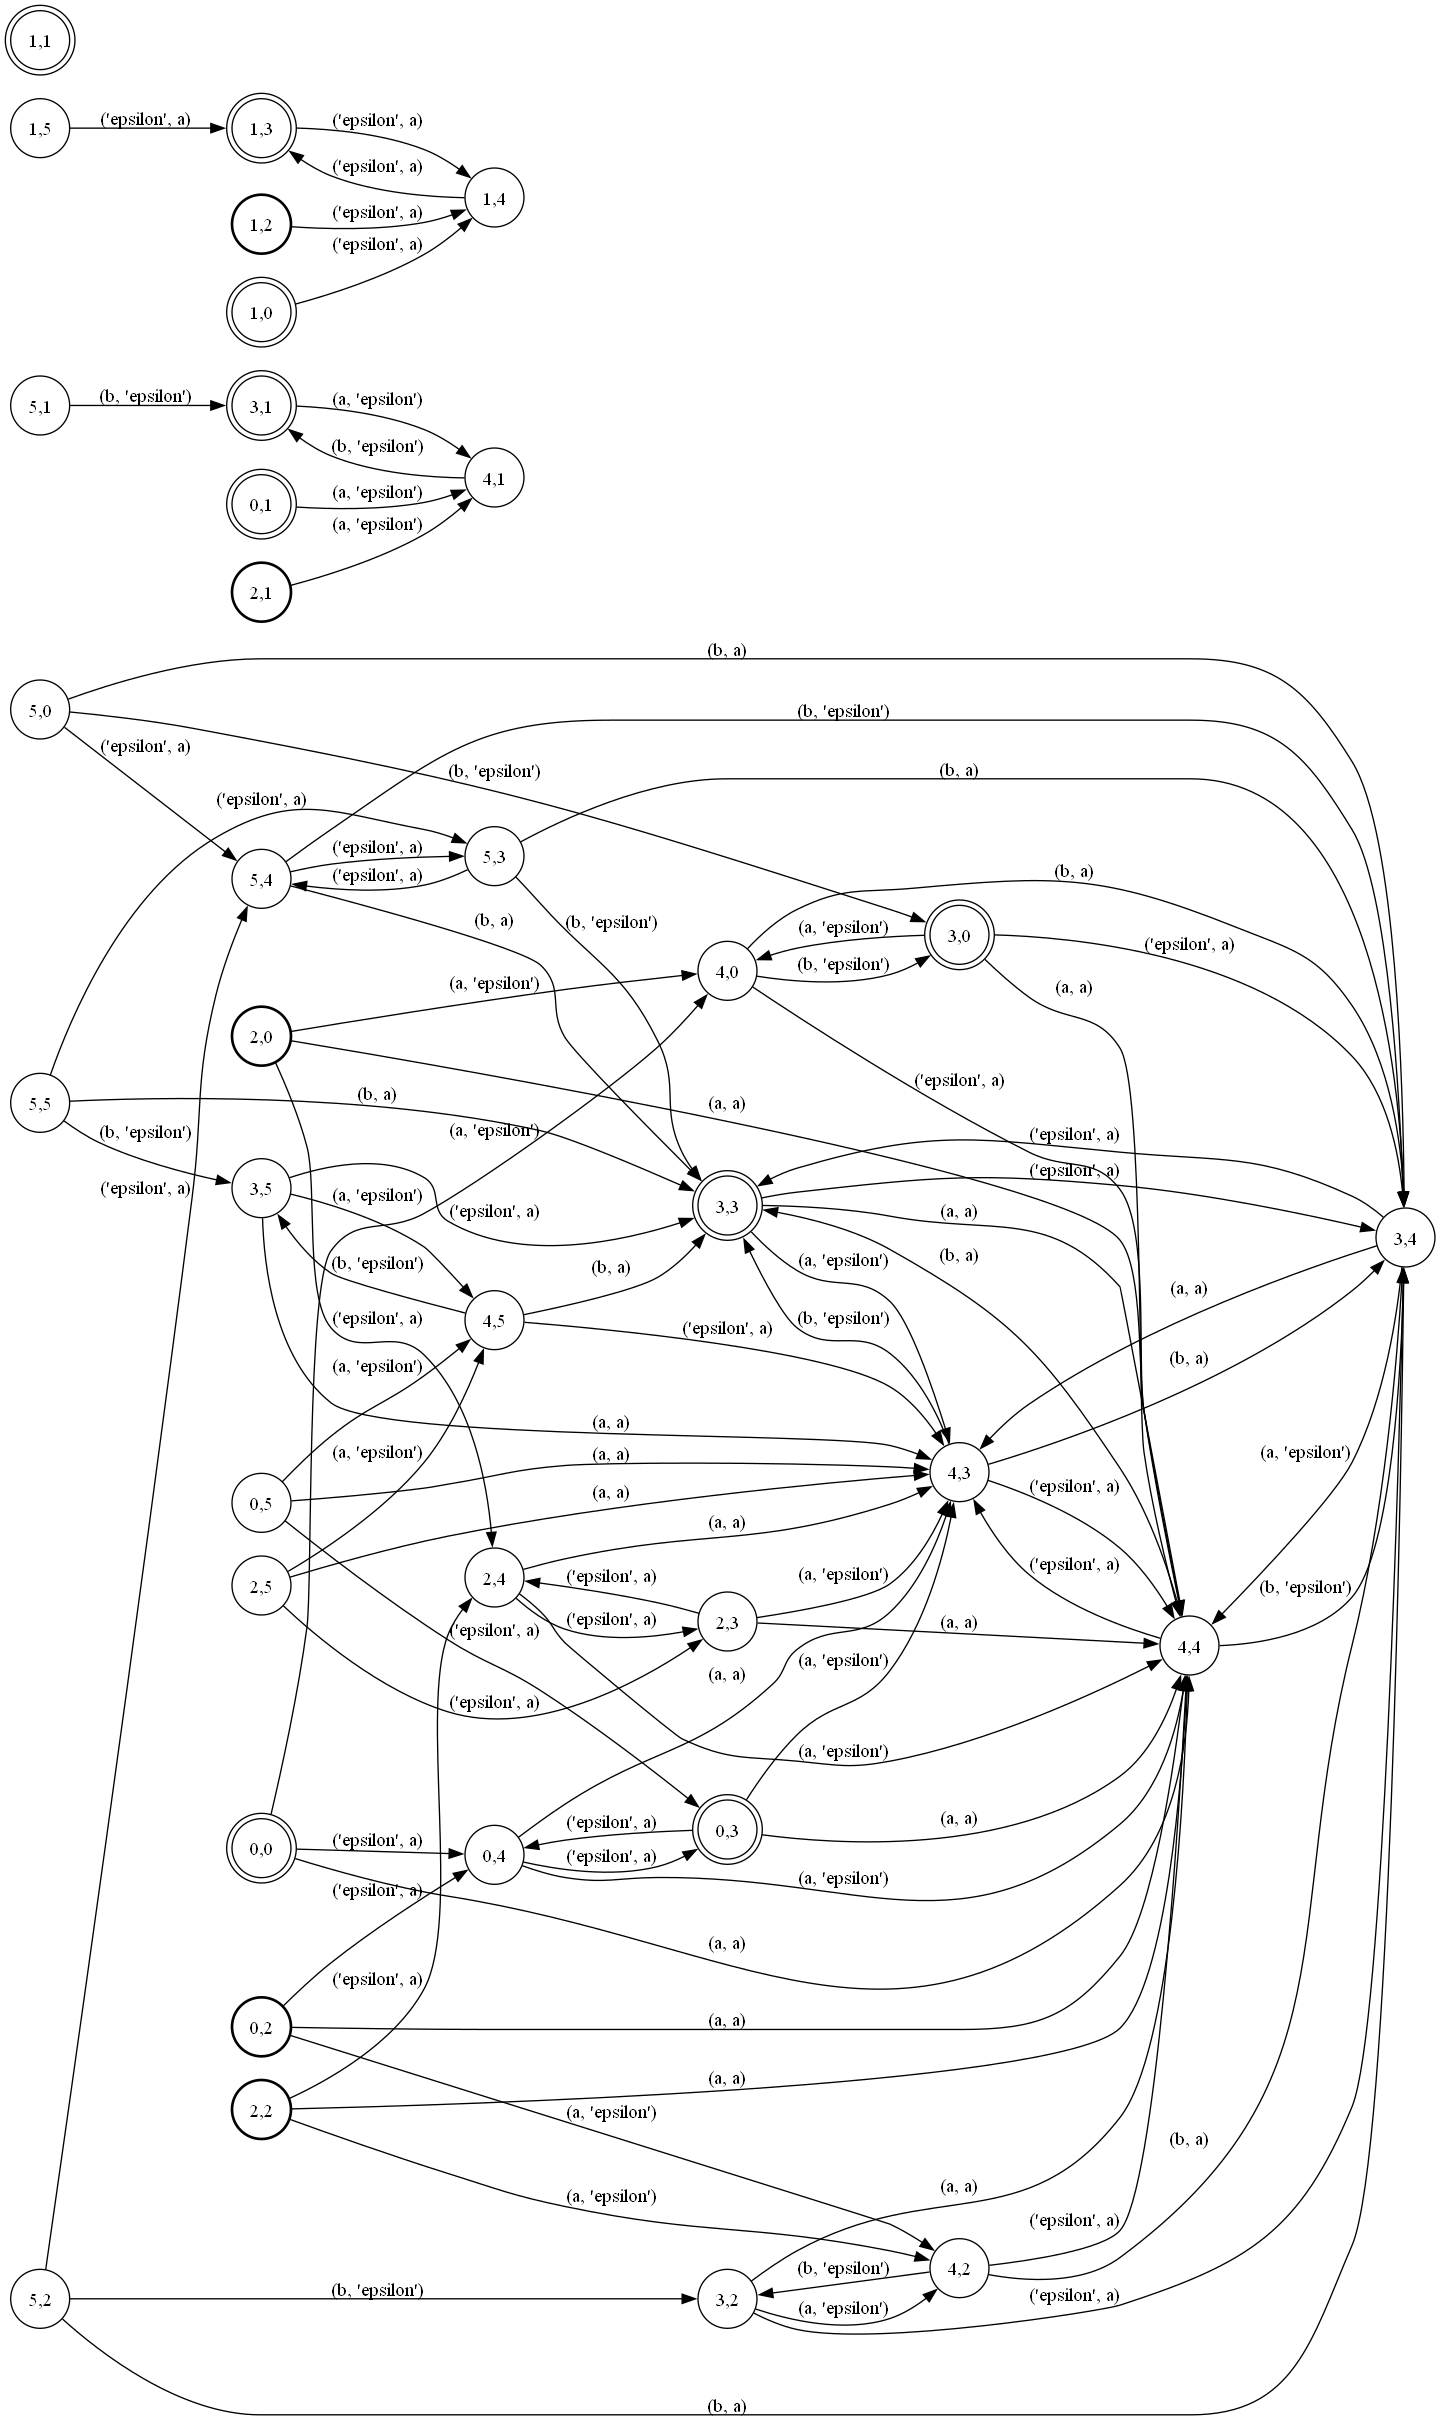 1,1
1,5
('epsilon', a)
1,3
('epsilon', a)
('epsilon', a)
1,4
1,2
('epsilon', a)
('epsilon', a)
1,0
5,1
(b, 'epsilon')
3,1
(a, 'epsilon')
(b, 'epsilon')
4,1
0,1
(a, 'epsilon')
(a, 'epsilon')
2,1
(b, a)
5,0
(b, 'epsilon')
('epsilon', a)
(b, 'epsilon')
(b, a)
('epsilon', a)
('epsilon', a)
5,3
5,4
('epsilon', a)
(b, a)
(b, a)
(b, 'epsilon')
(a, 'epsilon')
3,0
('epsilon', a)
4,0
(b, 'epsilon')
(a, 'epsilon')
(a, a)
2,0
('epsilon', a)
5,5
(b, a)
(a, a)
(b, 'epsilon')
(a, 'epsilon')
('epsilon', a)
('epsilon', a)
('epsilon', a)
3,5
(a, 'epsilon')
('epsilon', a)
3,3
(a, a)
3,4
(b, 'epsilon')
(b, a)
(a, 'epsilon')
(b, a)
(a, a)
('epsilon', a)
4,5
('epsilon', a)
(b, 'epsilon')
(b, a)
(a, 'epsilon')
(a, a)
(a, 'epsilon')
(a, a)
(a, 'epsilon')
4,3
('epsilon', a)
0,5
(a, a)
(a, a)
('epsilon', a)
2,5
2,4
('epsilon', a)
(a, 'epsilon')
(b, 'epsilon')
2,3
('epsilon', a)
('epsilon', a)
(a, a)
4,4
(a, a)
(a, 'epsilon')
('epsilon', a)
(a, 'epsilon')
0,0
('epsilon', a)
0,4
('epsilon', a)
('epsilon', a)
0,3
(a, a)
(a, 'epsilon')
('epsilon', a)
(a, a)
('epsilon', a)
0,2
(a, a)
(a, a)
2,2
(a, 'epsilon')
(b, a)
(a, 'epsilon')
(a, a)
('epsilon', a)
5,2
(b, 'epsilon')
3,2
(b, 'epsilon')
(a, 'epsilon')
4,2
('epsilon', a)
(b, a)